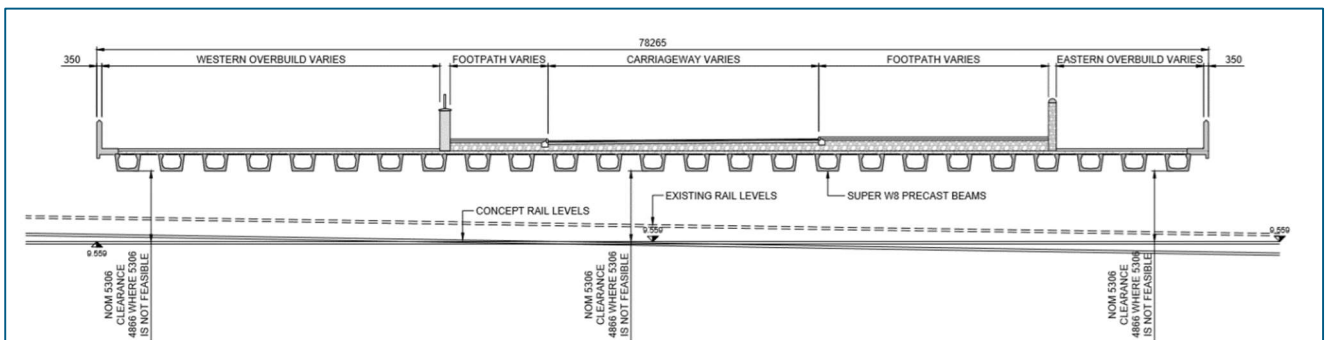 78265
350
WESTERN OVERBUILD VARIES
FOOTPATH VARIES
CARRIAGEWAY VARIES
FOOTPATH VARIES
EASTERN OVERBUILD VARIES
350
EXISTING RAIL LEVELS
SUPER W8 PRECAST BEAMS
CONCEPT RAIL LEVELS
9.559
9.559
9.559
NOM 5306
CLEARANCE
4866 WHERE 5306
IS NOT FEASIBLE
NOM 5306
CLEARANCE
4866 WHERE 5306
IS NOT FEASIBLE
NOM 5306
CLEARANCE
4866 WHERE 5306
IS NOT FEASIBLE